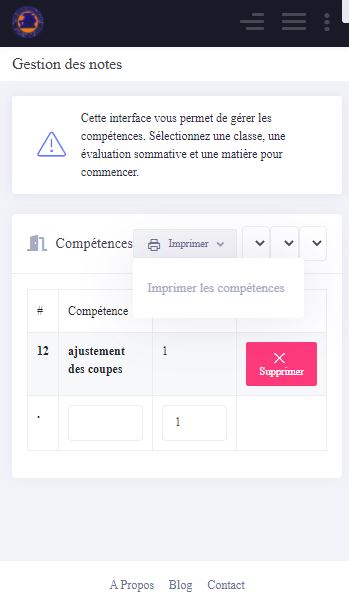 Gestion des notes
Cette interface vous permet de gérer les
compétences. Sélectionnez une classe, une
évaluation sommative et une matière pour
commencer.
Compétences
Imprimer
Imprimer les compétences
# Compétence
12 ajustement des coupes 1 Supprimer
. 1
A Propos Blog Contact